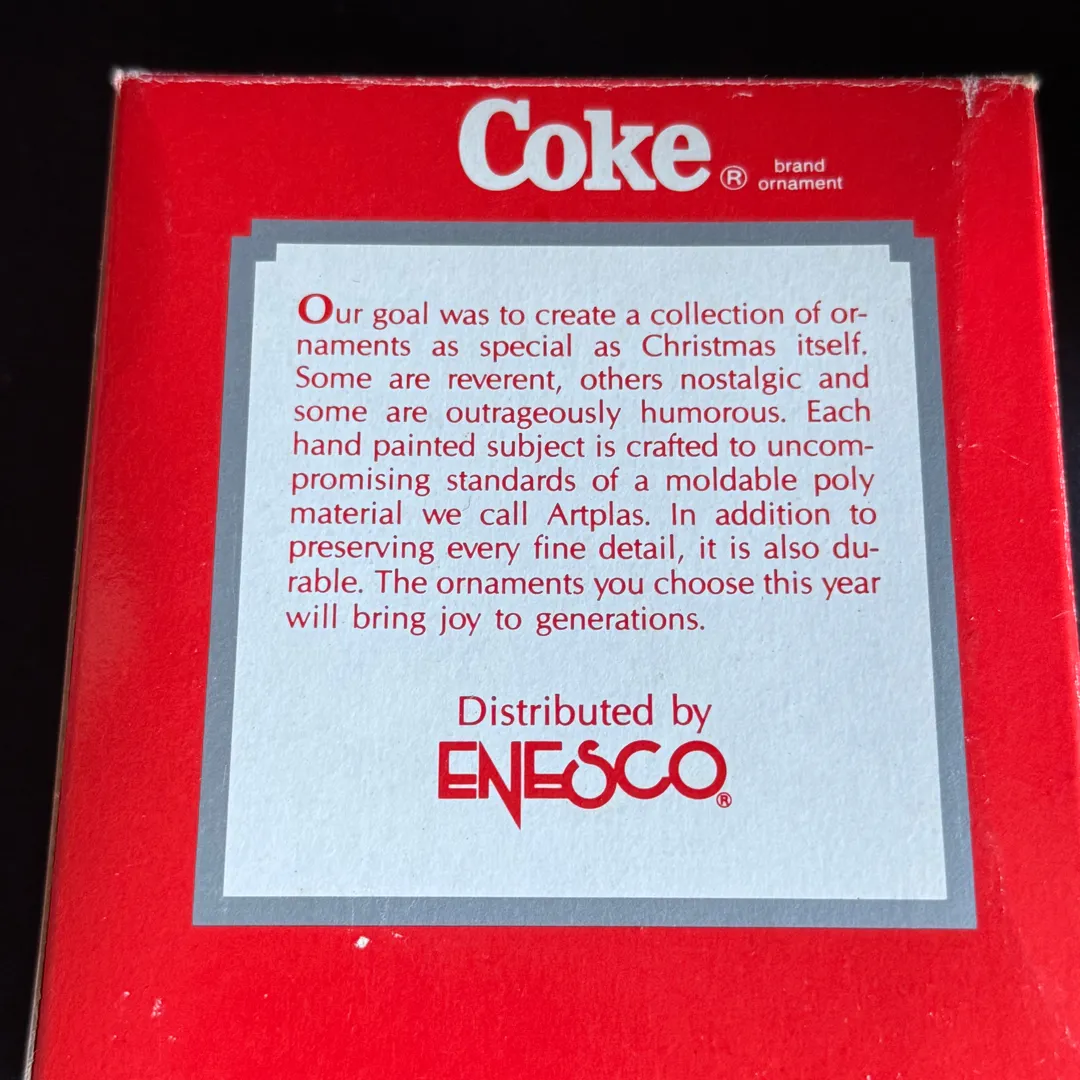 Coke ® brand
ornament
Our goal was to create a collection of or-
naments as special as Christmas itself.
Some are reverent, others nostalgic and
some are outrageously humorous. Each
hand painted subject is crafted to uncom-
promising standards of a moldable poly
material we call Artplas. In addition to
preserving every fine detail, it is also du-
rable. The ornaments you choose this year
will bring joy to generations.
Distributed by
ENESCO®